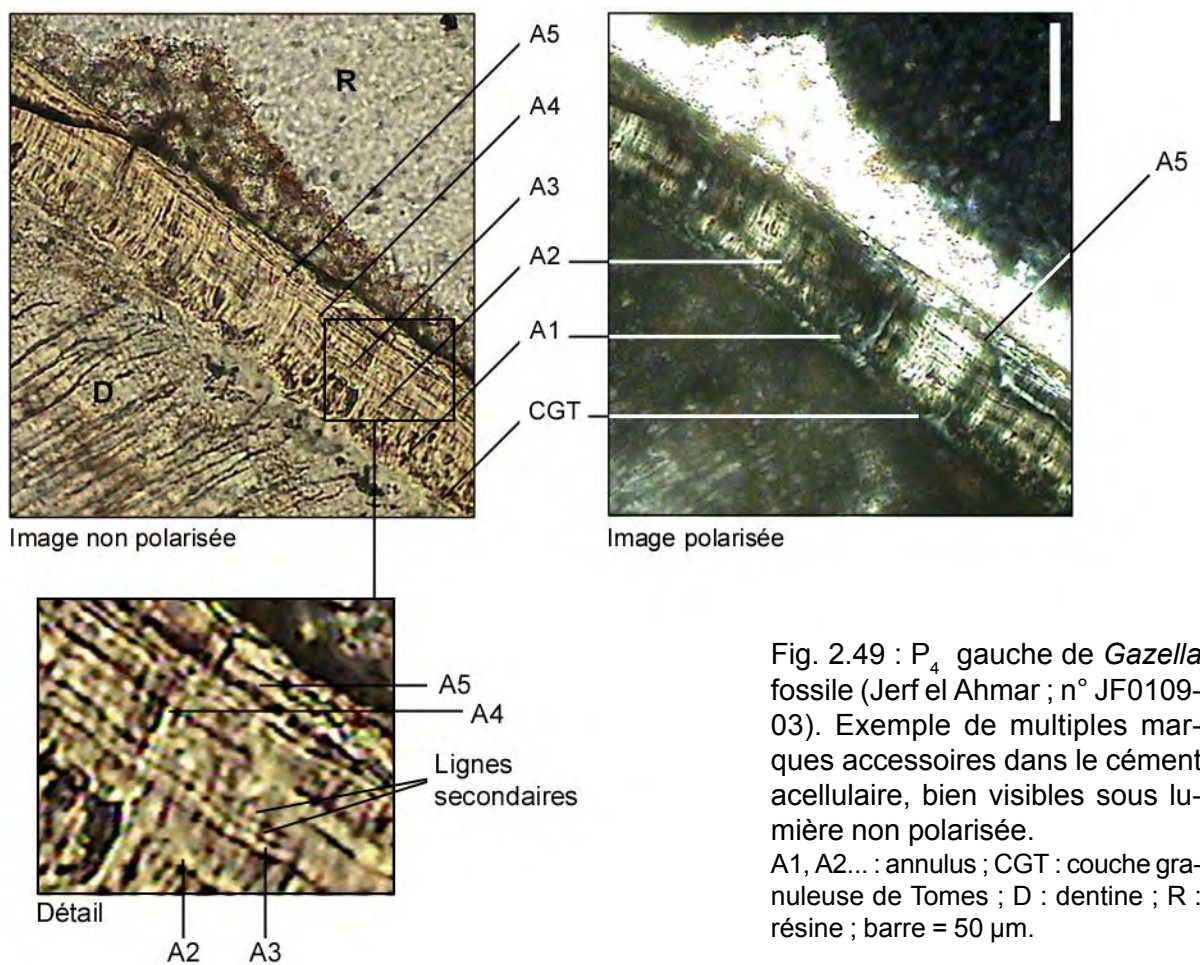 A5
R
A4
A3
A2
A1
D
CGT
A5
Image non polarisée
Image polarisée
A5
A4
Lignes
secondaires
Détail
A2
A3
Fig. 2.49 : P4 gauche de Gazella
fossile (Jerf el Ahmar ; n° JF0109-
03). Exemple de multiples mar-
ques accessoires dans le cément
acellulaire, bien visibles sous lu-
mière non polarisée.
A1, A2... : annulus ; CGT : couche gra-
nuleuse de Tomes ; D : dentine ; R :
résine ; barre = 50 µm.